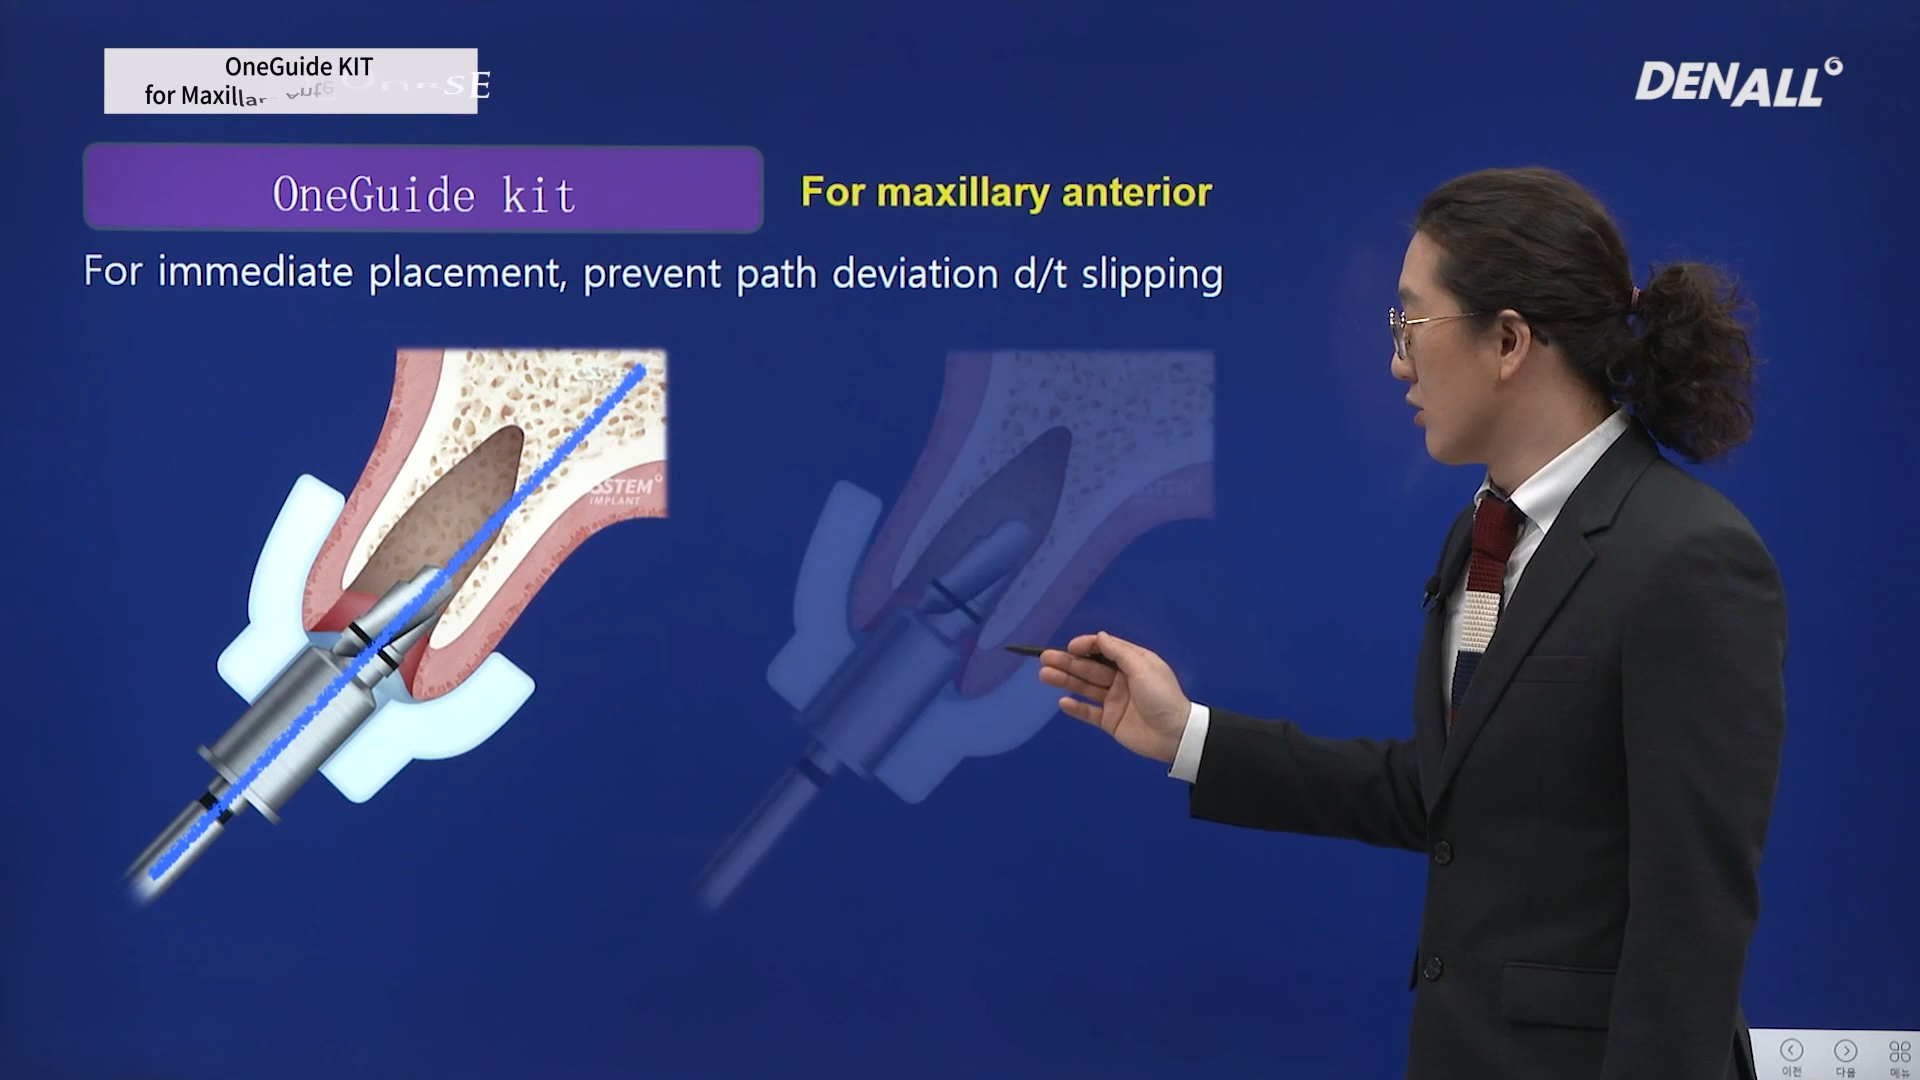 OneGuide KIT
for Maxillar
DENALL
OneGuide kit
For maxillary anterior
For immediate placement, prevent path deviation d/t slipping
OSSTEM
IMPLANT
이전
다음
메뉴